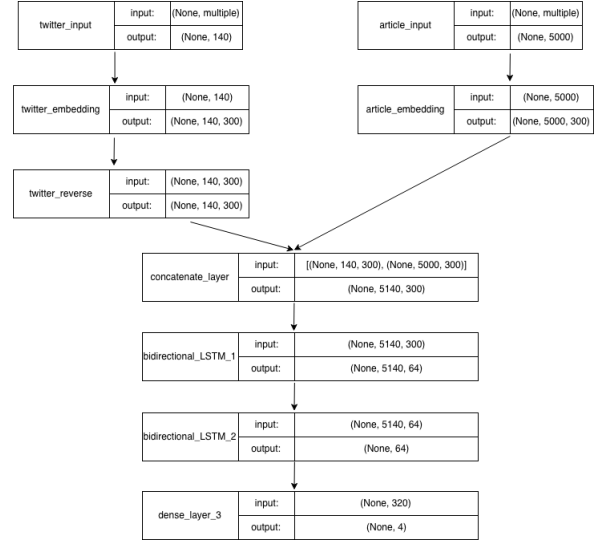 twitter_input
input:
(None, multiple)
output:
(None, 140)
article_input
input:
(None, multiple)
output:
(None, 5000)
twitter_embedding
input:
(None, 140)
output:
(None, 140, 300)
article_embedding
input:
(None, 5000)
output:
(None, 5000, 300)
twitter_reverse
input:
(None, 140, 300)
output:
(None, 140, 300)
concatenate_layer
input:
[(None, 140, 300), (None, 5000, 300)]
output:
(None, 5140, 300)
bidirectional_LSTM_1
input:
(None, 5140, 300)
output:
(None, 5140, 64)
bidirectional_LSTM_2
input:
(None, 5140, 64)
output:
(None, 64)
dense_layer_3
input:
(None, 320)
output:
(None, 4)